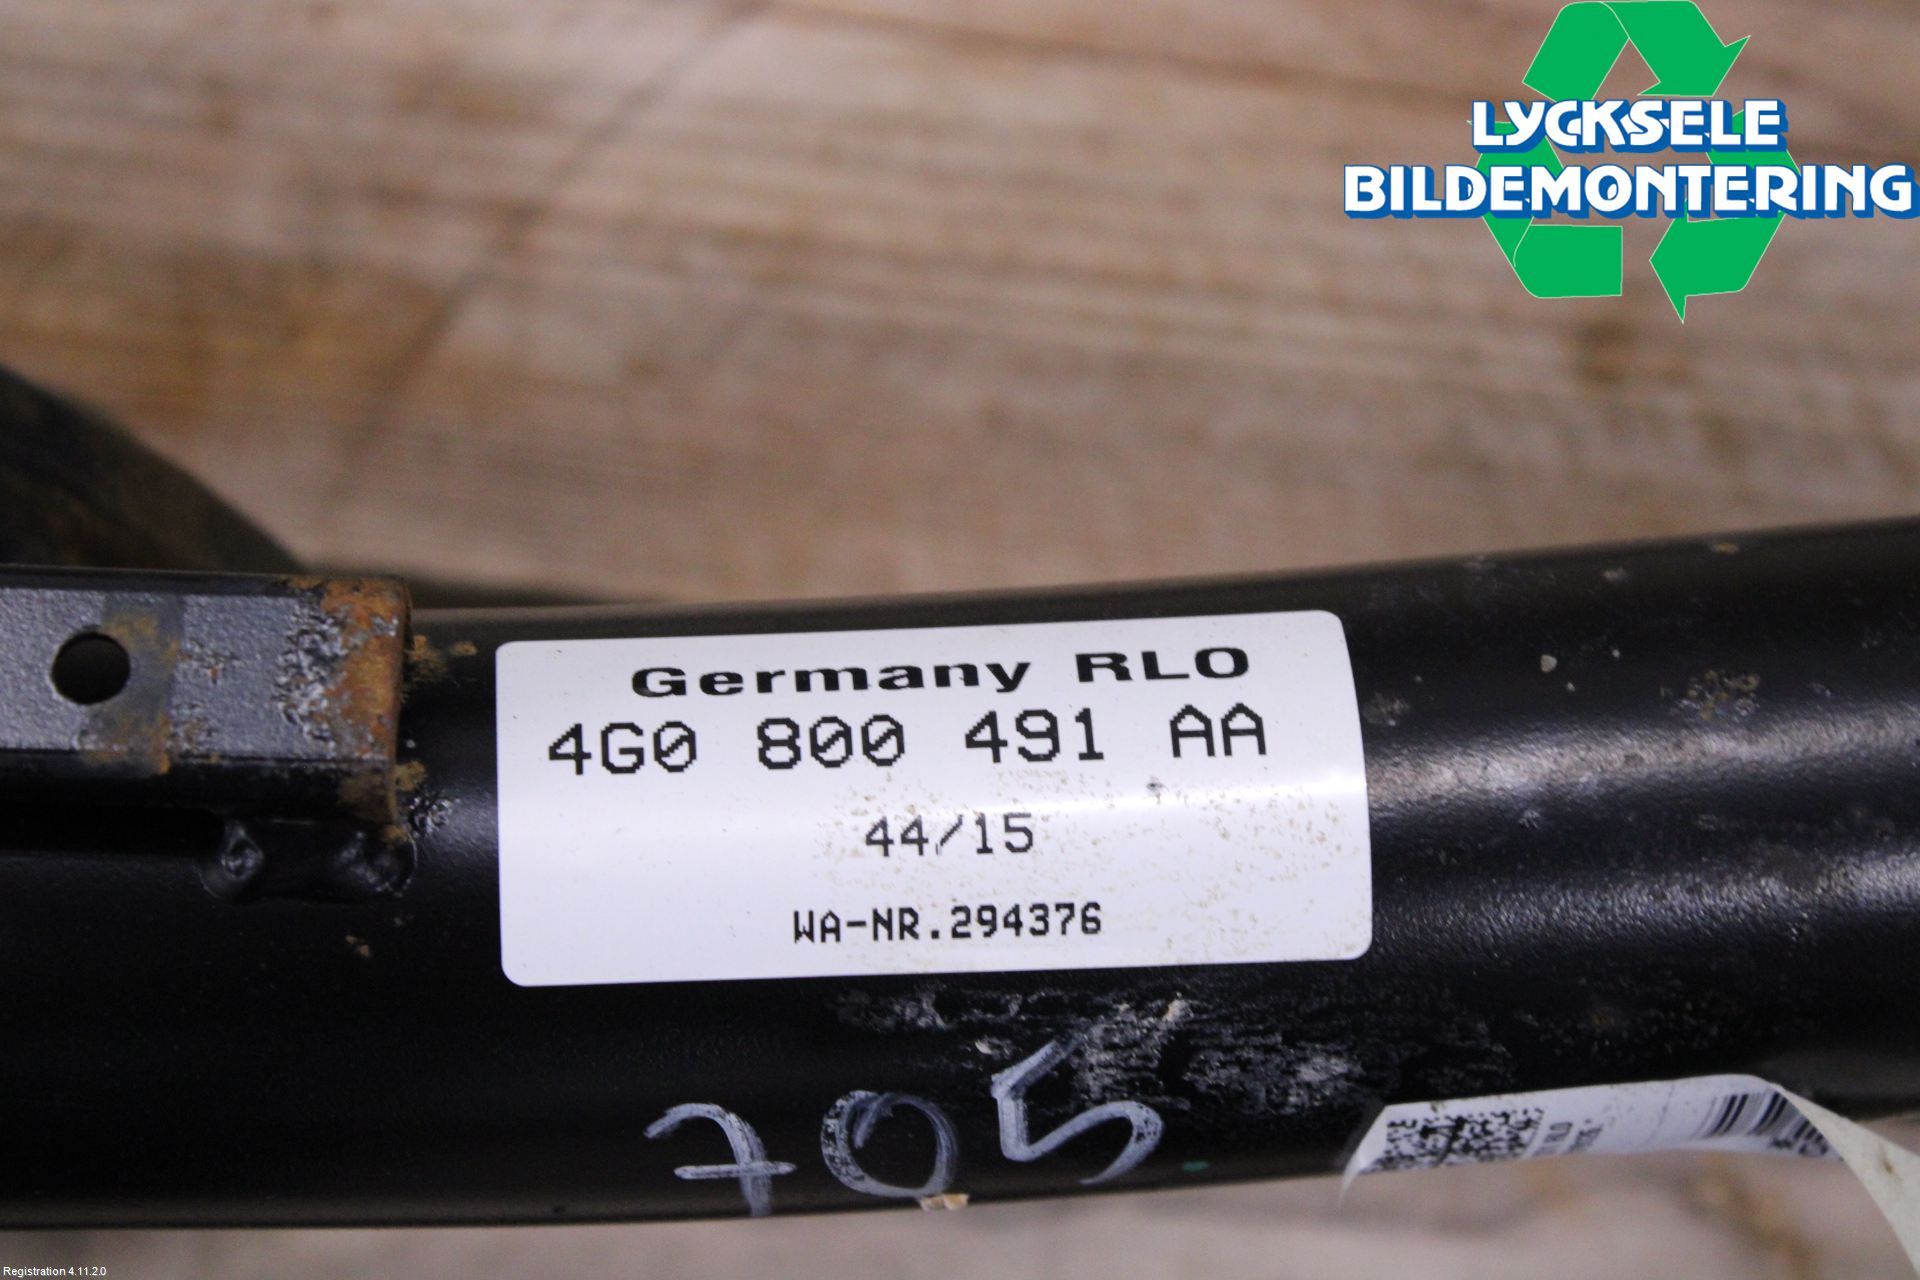 LYCKSELE
BILDEMONTERING
Germany RLO
4G0 800 491 AA
44/15
WA-NR.294376
705
Registration 4.11.2.0